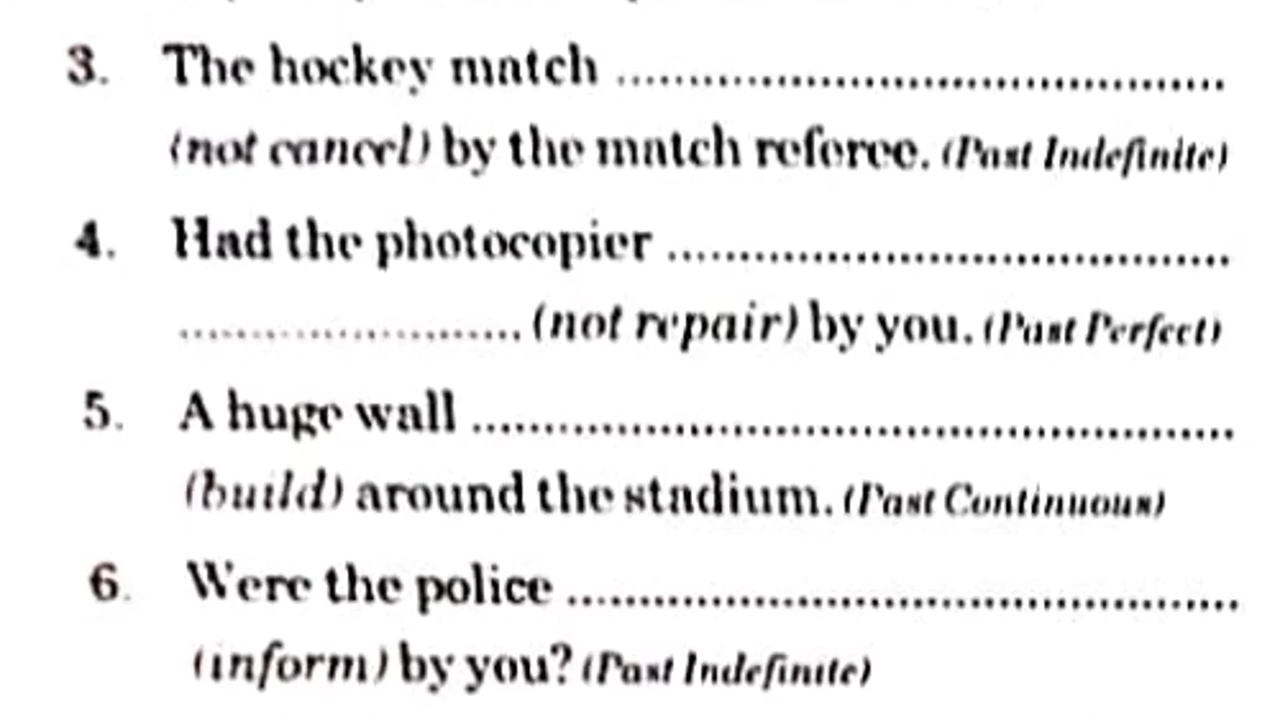 3. The hockey match ..........................................
(not cancel) by the match referee. (Past Indefinite)
4. Had the photocopier .......................................
........................ (not repair) by you. (Past Perfect)
5. A huge wall .....................................................
(build) around the stadium. (Past Continuous)
6. Were the police ...............................................
(inform) by you? (Past Indefinite)